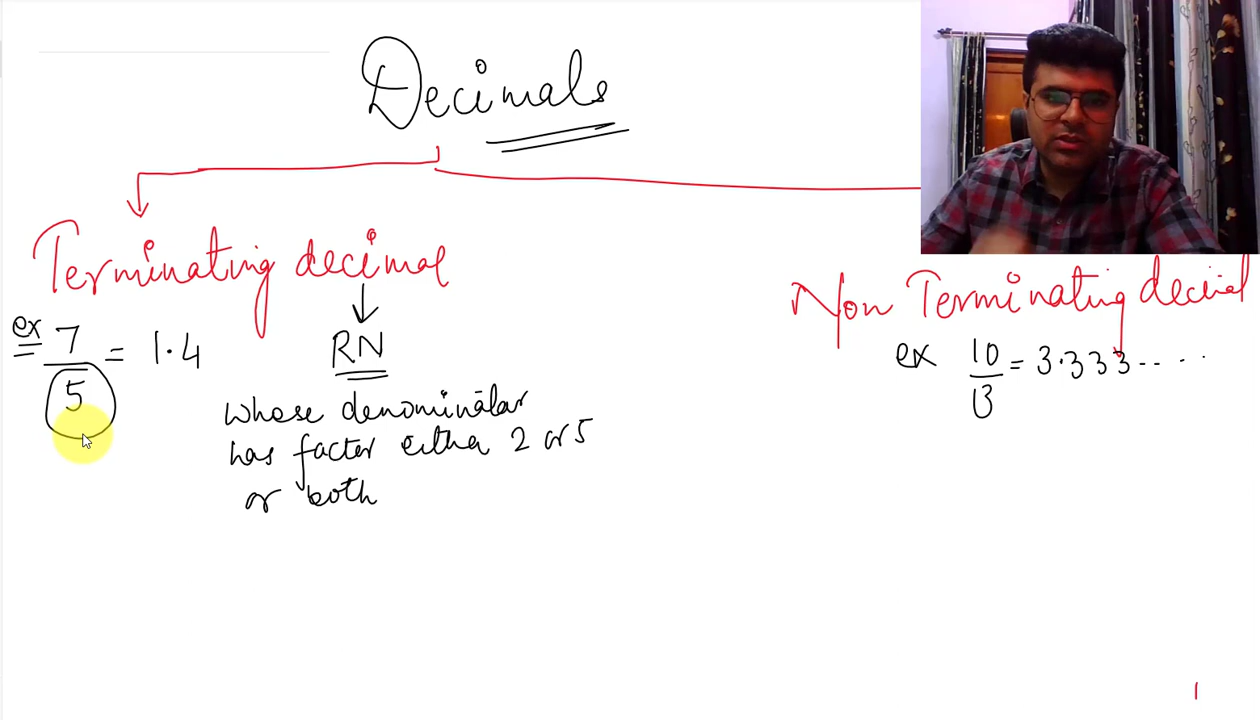 Decimals
Terminating decimal
ex 7/5 = 1.4
RN
whose denominator
has factor either 2 or 5
or both
Non Terminating decimal
ex 10/3 = 3.333-- ...
1